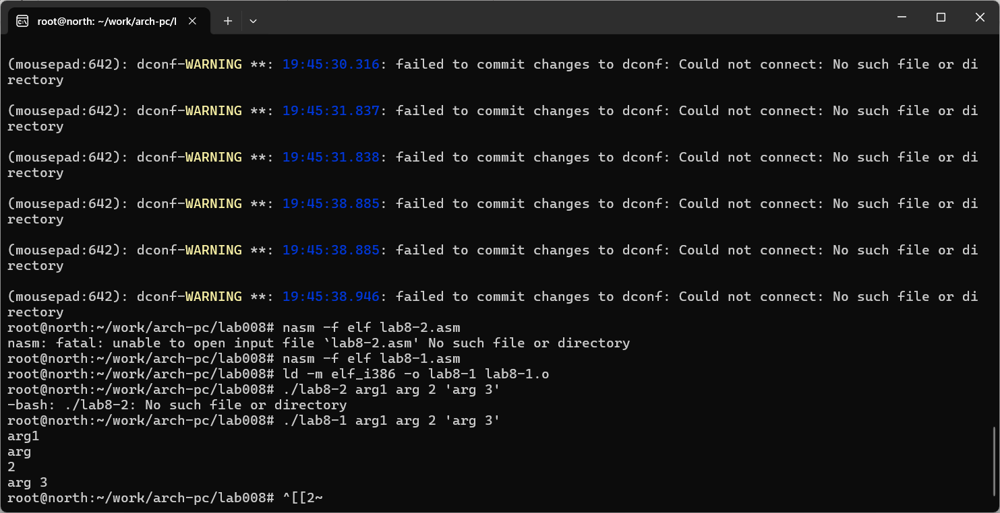 root@north: ~/work/arch-pc/l
(mousepad:642): dconf-WARNING **: 19:45:30.316: failed to commit changes to dconf: Could not connect: No such file or di
rectory
(mousepad:642): dconf-WARNING **: 19:45:31.837: failed to commit changes to dconf: Could not connect: No such file or di
rectory
(mousepad:642): dconf-WARNING **: 19:45:31.838: failed to commit changes to dconf: Could not connect: No such file or di
rectory
(mousepad:642): dconf-WARNING **: 19:45:38.885: failed to commit changes to dconf: Could not connect: No such file or di
rectory
(mousepad:642): dconf-WARNING **: 19:45:38.885: failed to commit changes to dconf: Could not connect: No such file or di
rectory
(mousepad:642): dconf-WARNING **: 19:45:38.946: failed to commit changes to dconf: Could not connect: No such file or di
rectory
root@north:~/work/arch-pc/lab008# nasm -f elf lab8-2.asm
nasm: fatal: unable to open input file `lab8-2.asm' No such file or directory
root@north:~/work/arch-pc/lab008# nasm -f elf lab8-1.asm
root@north:~/work/arch-pc/lab008# ld -m elf_i386 -o lab8-1 lab8-1.o
root@north:~/work/arch-pc/lab008# ./lab8-2 arg1 arg 2 'arg 3'
-bash: ./lab8-2: No such file or directory
root@north:~/work/arch-pc/lab008# ./lab8-1 arg1 arg 2 'arg 3'
arg1
arg
2
arg 3
root@north:~/work/arch-pc/lab008# ^[[2~